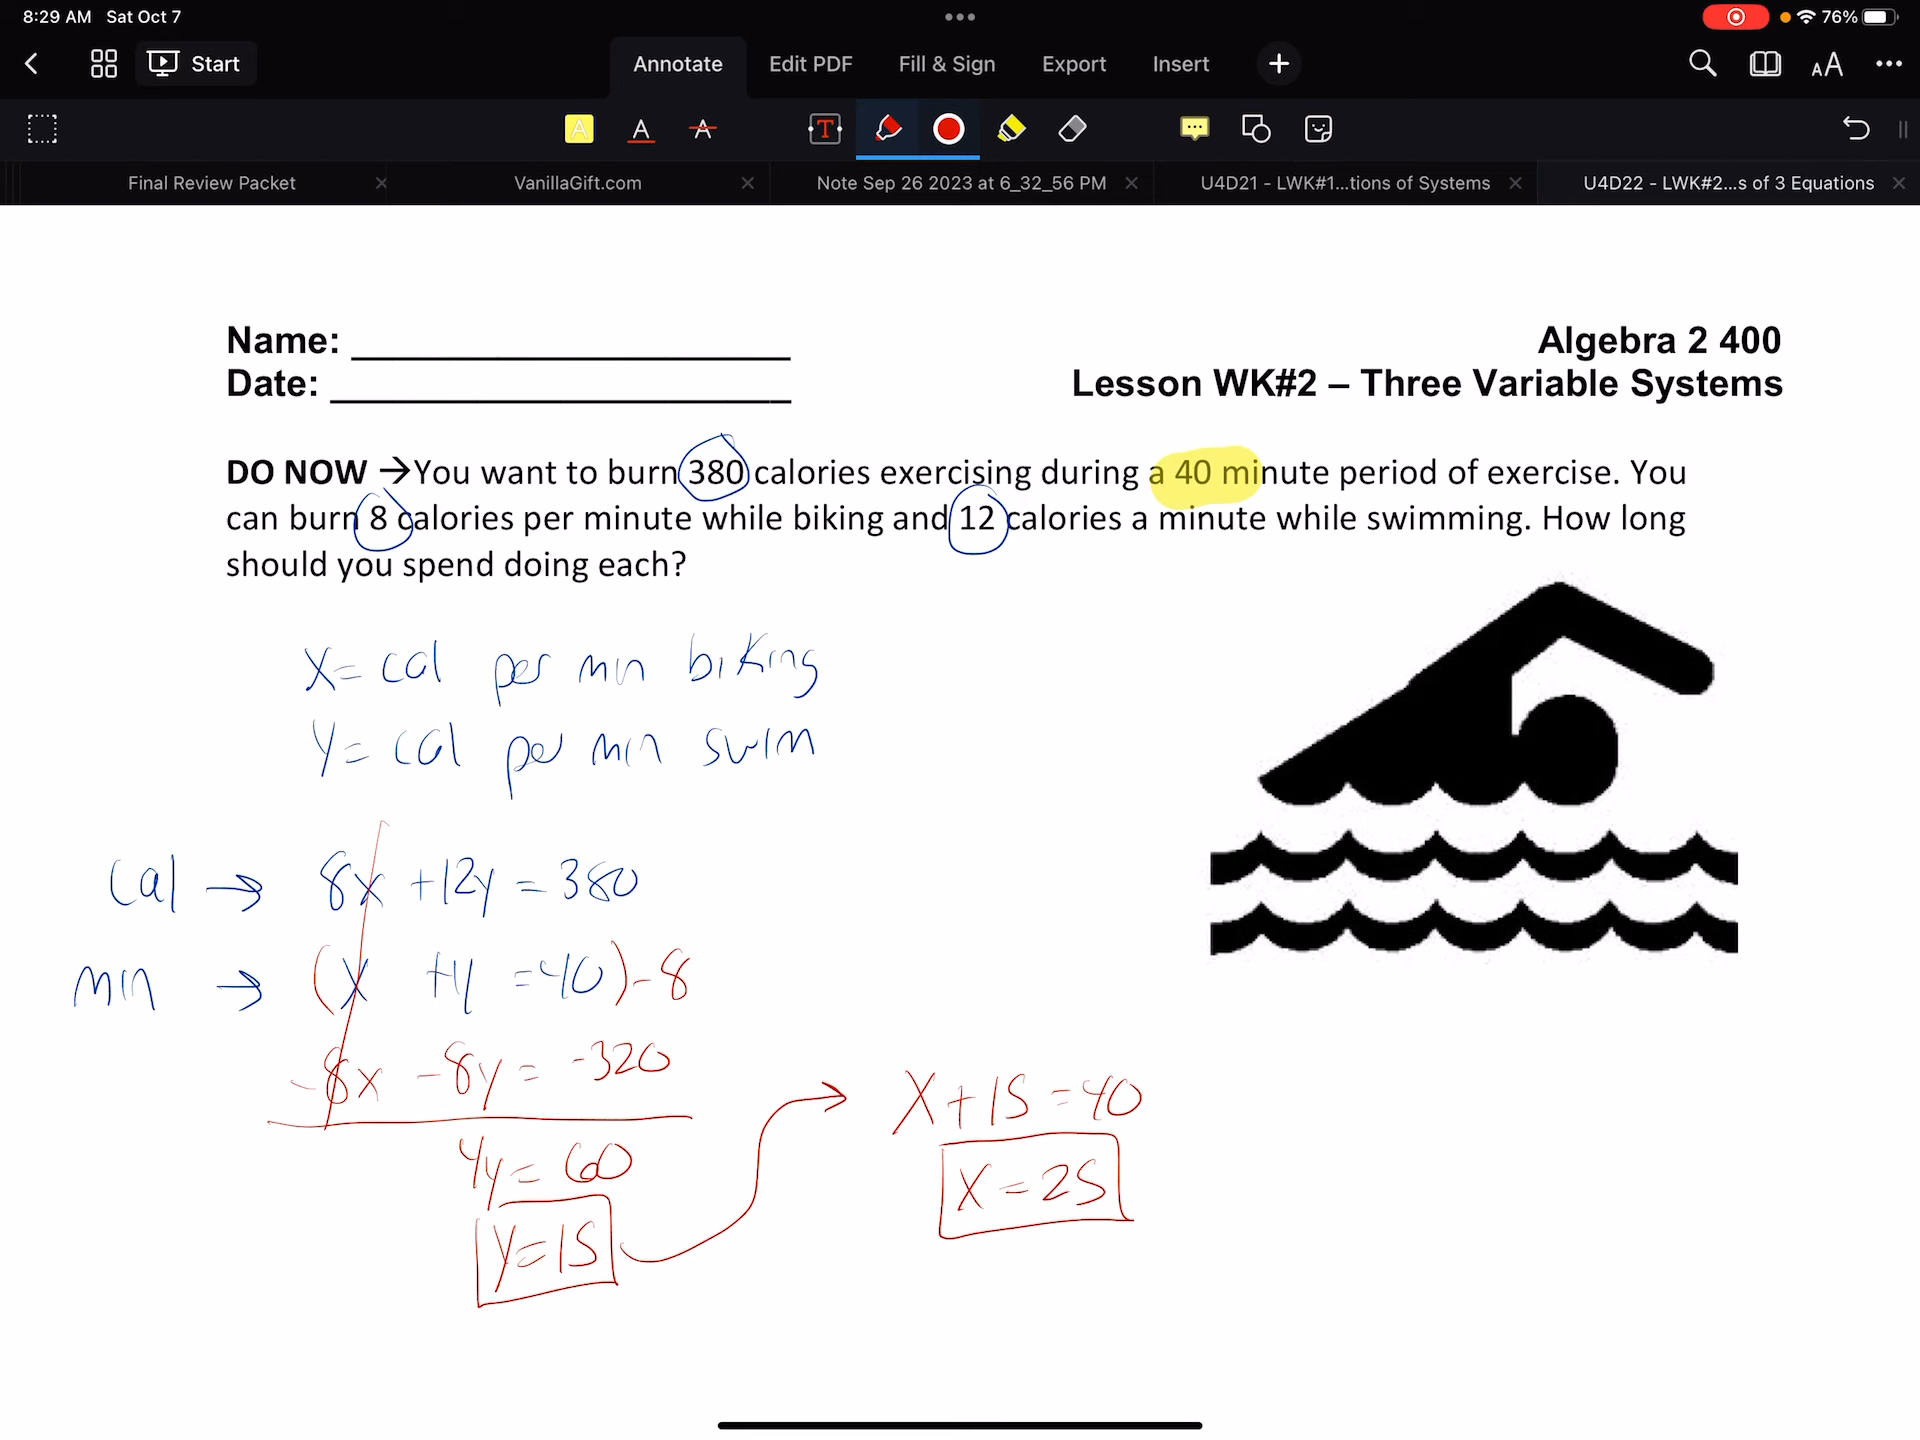 8:29 AM Sat Oct 7
76%
Start
Annotate Edit PDF Fill & Sign Export Insert
Final Review Packet
VanillaGift.com
Note Sep 26 2023 at 6_32_56 PM
U4D21 - LWK#1...tions of Systems
U4D22 - LWK#2...s of 3 Equations
Name:
Algebra 2 400
Date:
Lesson WK#2 – Three Variable Systems
DO NOW →You want to burn 380 calories exercising during a 40 minute period of exercise. You
can burn 8 calories per minute while biking and 12 calories a minute while swimming. How long
should you spend doing each?
X= cal per min biking
Y= cal per min swim
Cal → 8x +12y = 380
min → (x +y =40)-8
-8x -8y = -320
4y = 60
y=15
X+15=40
X=25